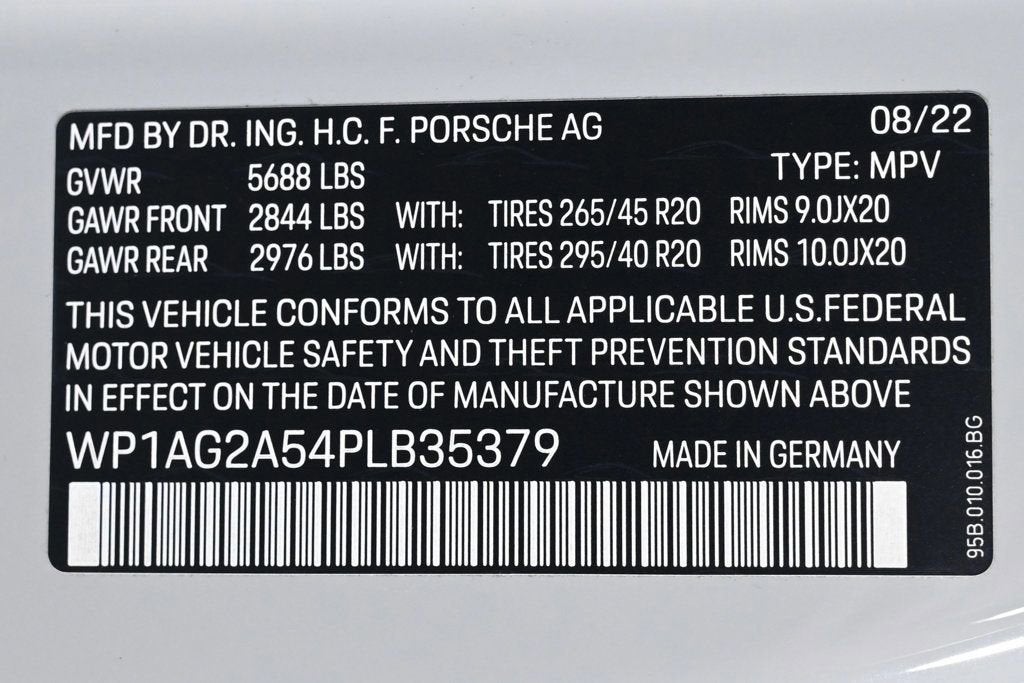 MFD BY DR. ING. H.C. F. PORSCHE AG 08/22
TYPE: MPV
GVWR 5688 LBS
GAWR FRONT 2844 LBS WITH: TIRES 265/45 R20 RIMS 9.0JX20
GAWR REAR 2976 LBS WITH: TIRES 295/40 R20 RIMS 10.0JX20
THIS VEHICLE CONFORMS TO ALL APPLICABLE U.S.FEDERAL
MOTOR VEHICLE SAFETY AND THEFT PREVENTION STANDARDS
IN EFFECT ON THE DATE OF MANUFACTURE SHOWN ABOVE
WP1AG2A54PLB35379 MADE IN GERMANY
95B.010.016.BG